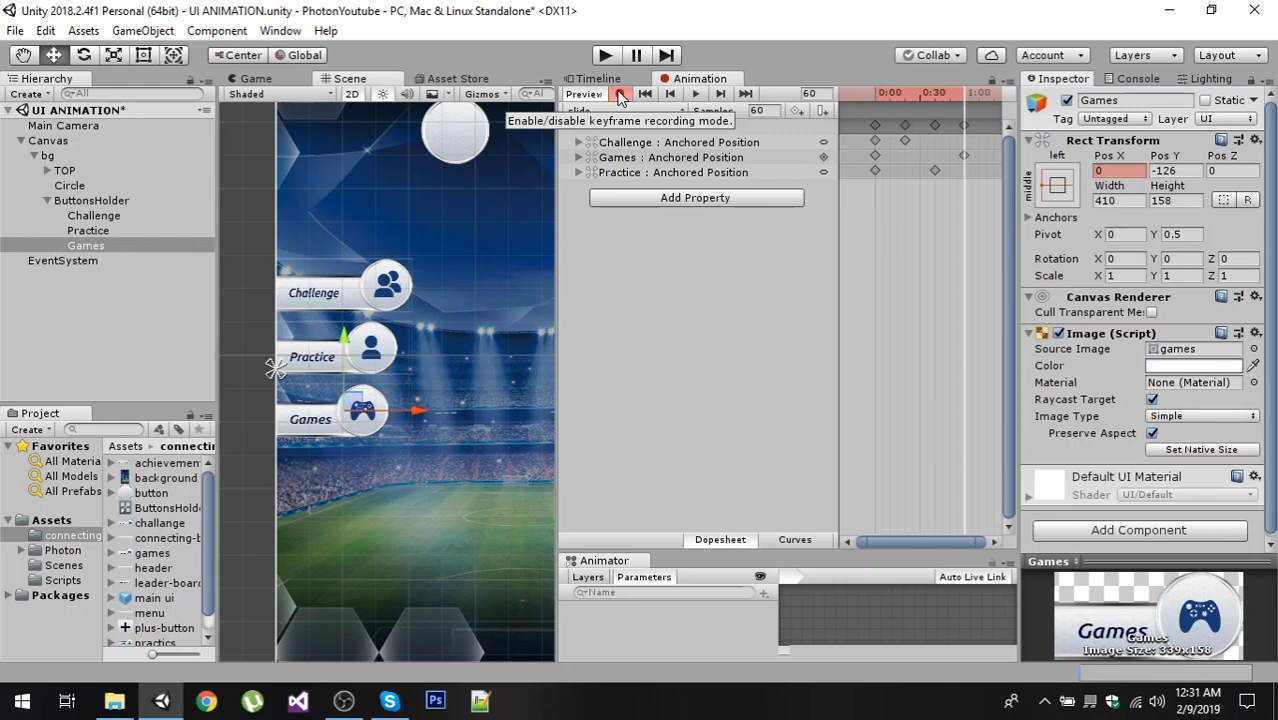 Unity 2018.2.4f1 Personal (64bit) - UI ANIMATION.unity - PhotonYoutube - PC, Mac & Linux Standalone* <DX11>
File Edit Assets GameObject Component Window Help
Center Global Collab Account Layers Layout
Hierarchy Game Scene Asset Store Timeline Animation Inspector Console Lighting
Create All Shaded 2D Gizmos All Preview 60 0:00 0:30 1:00 Games Static
Samples 60 Tag Untagged Layer UI
Enable/disable keyframe recording mode.
UI ANIMATION*
Main Camera
Canvas
bg
TOP
Circle
ButtonsHolder
Challenge
Practice
Games
EventSystem
Challenge
Practice
Games
Challenge : Anchored Position
Games : Anchored Position
Practice : Anchored Position
Add Property
Dopesheet Curves
Animator
Layers Parameters Auto Live Link
Name
Rect Transform
left Pos X Pos Y Pos Z
middle 0 -126 0
Width Height
410 158 R
Anchors
Pivot X 0 Y 0.5
Rotation X 0 Y 0 Z 0
Scale X 1 Y 1 Z 1
Canvas Renderer
Cull Transparent Me:
Image (Script)
Source Image games
Color
Material None (Material)
Raycast Target
Image Type Simple
Preserve Aspect
Set Native Size
Default UI Material
Shader UI/Default
Add Component
Games
Games
Games
Image Size: 339x158
Project
Create
Favorites
All Materia
All Models
All Prefabs
Assets
connecting
Photon
Scenes
Scripts
Packages
Assets connectin
achievemen
background
button
ButtonsHold
challange
connecting-b
games
header
leader-board
main ui
menu
plus-button
practics
12:31 AM
2/9/2019